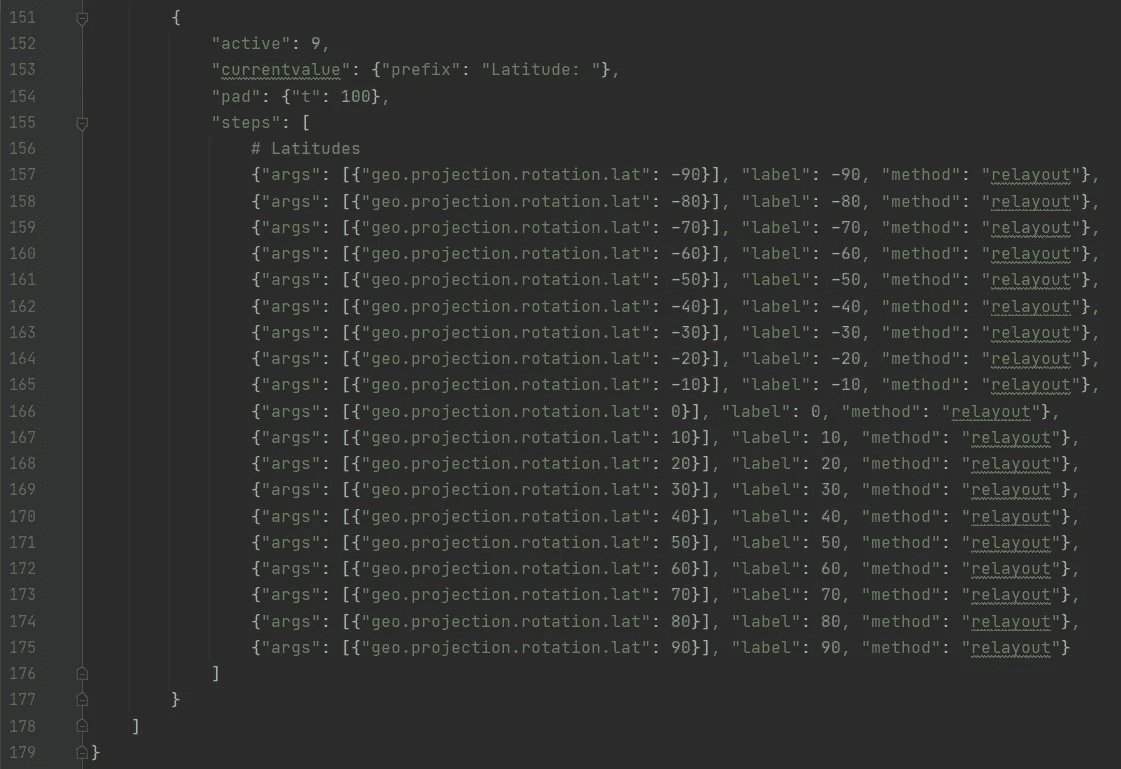 151 {
152 "active": 9,
153 "currentvalue": {"prefix": "Latitude: "},
154 "pad": {"t": 100},
155 "steps": [
156 # Latitudes
157 {"args": [{"geo.projection.rotation.lat": -90}], "label": -90, "method": "relayout"},
158 {"args": [{"geo.projection.rotation.lat": -80}], "label": -80, "method": "relayout"},
159 {"args": [{"geo.projection.rotation.lat": -70}], "label": -70, "method": "relayout"},
160 {"args": [{"geo.projection.rotation.lat": -60}], "label": -60, "method": "relayout"},
161 {"args": [{"geo.projection.rotation.lat": -50}], "label": -50, "method": "relayout"},
162 {"args": [{"geo.projection.rotation.lat": -40}], "label": -40, "method": "relayout"},
163 {"args": [{"geo.projection.rotation.lat": -30}], "label": -30, "method": "relayout"},
164 {"args": [{"geo.projection.rotation.lat": -20}], "label": -20, "method": "relayout"},
165 {"args": [{"geo.projection.rotation.lat": -10}], "label": -10, "method": "relayout"},
166 {"args": [{"geo.projection.rotation.lat": 0}], "label": 0, "method": "relayout"},
167 {"args": [{"geo.projection.rotation.lat": 10}], "label": 10, "method": "relayout"},
168 {"args": [{"geo.projection.rotation.lat": 20}], "label": 20, "method": "relayout"},
169 {"args": [{"geo.projection.rotation.lat": 30}], "label": 30, "method": "relayout"},
170 {"args": [{"geo.projection.rotation.lat": 40}], "label": 40, "method": "relayout"},
171 {"args": [{"geo.projection.rotation.lat": 50}], "label": 50, "method": "relayout"},
172 {"args": [{"geo.projection.rotation.lat": 60}], "label": 60, "method": "relayout"},
173 {"args": [{"geo.projection.rotation.lat": 70}], "label": 70, "method": "relayout"},
174 {"args": [{"geo.projection.rotation.lat": 80}], "label": 80, "method": "relayout"},
175 {"args": [{"geo.projection.rotation.lat": 90}], "label": 90, "method": "relayout"}
176 ]
177 }
178 ]
179 }